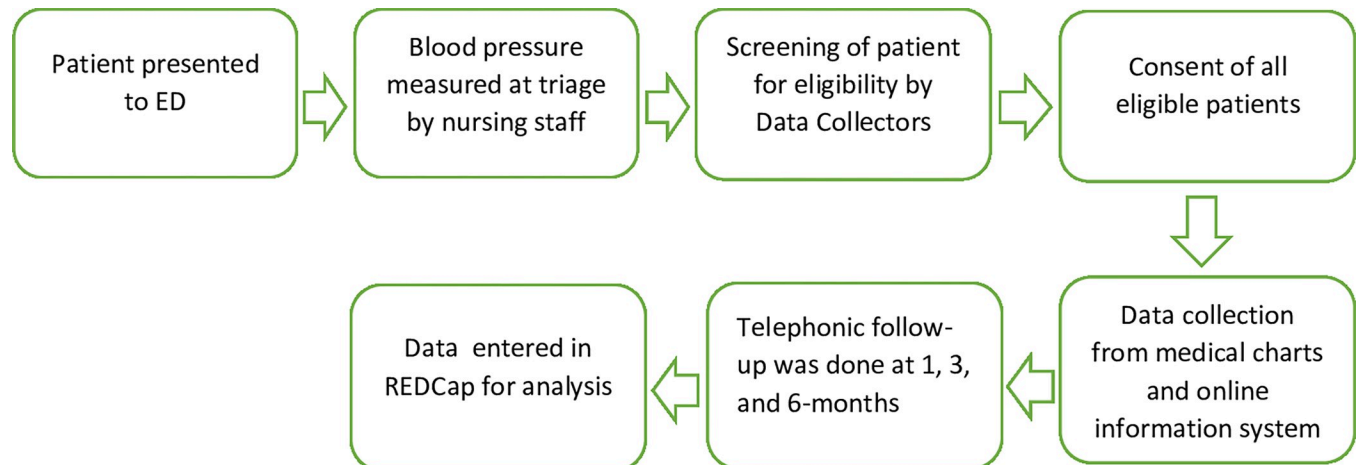 Patient presented
to ED
Blood pressure
measured at triage
by nursing staff
Screening of patient
for eligibility by
Data Collectors
Consent of all
eligible patients
Data collection
from medical charts
and online
information system
Telephonic follow-
up was done at 1, 3,
and 6-months
Data entered in
REDCap for analysis